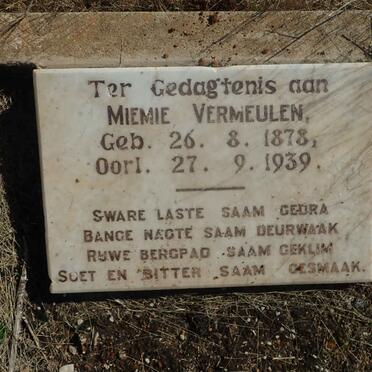 Ter Gedagtenis aan
MIEMIE VERMEULEN,
Geb. 26. 8. 1878,
Oorl. 27. 9. 1939.
SWARE LASTE SAAM GEDRA
BANGE NAGTE SAAM DEURWAAK
RUWE BERGPAD SAAM GEKLIM
SOET EN BITTER SAAM GESMAAK.